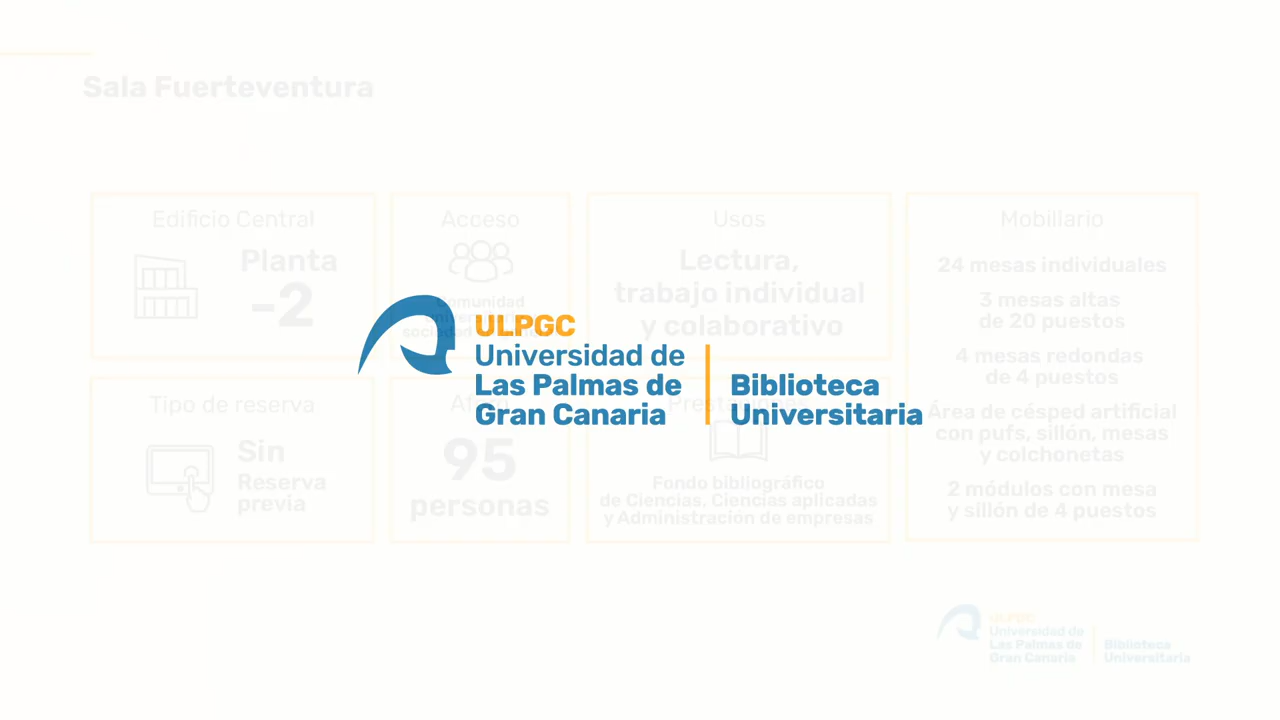 Sala Fuerteventura
Edificio Central
Planta
-2
Acceso
Comunidad
sociedad
Usos
Lectura,
trabajo individual
y colaborativo
Mobiliario
24 mesas individuales
3 mesas altas
de 20 puestos
4 mesas redondas
de 4 puestos
Área de césped artificial
con pufs, sillón, mesas
y colchonetas
2 módulos con mesa
y sillón de 4 puestos
ULPGC
Universidad de
Las Palmas de
Gran Canaria
Biblioteca
Universitaria
Tipo de reserva
Sin
Reserva
previa
95
personas
Fondo bibliográfico
de Ciencias, Ciencias aplicadas
y Administración de empresas
ULPGC
Universidad de
Las Palmas de
Gran Canaria
Biblioteca
Universitaria